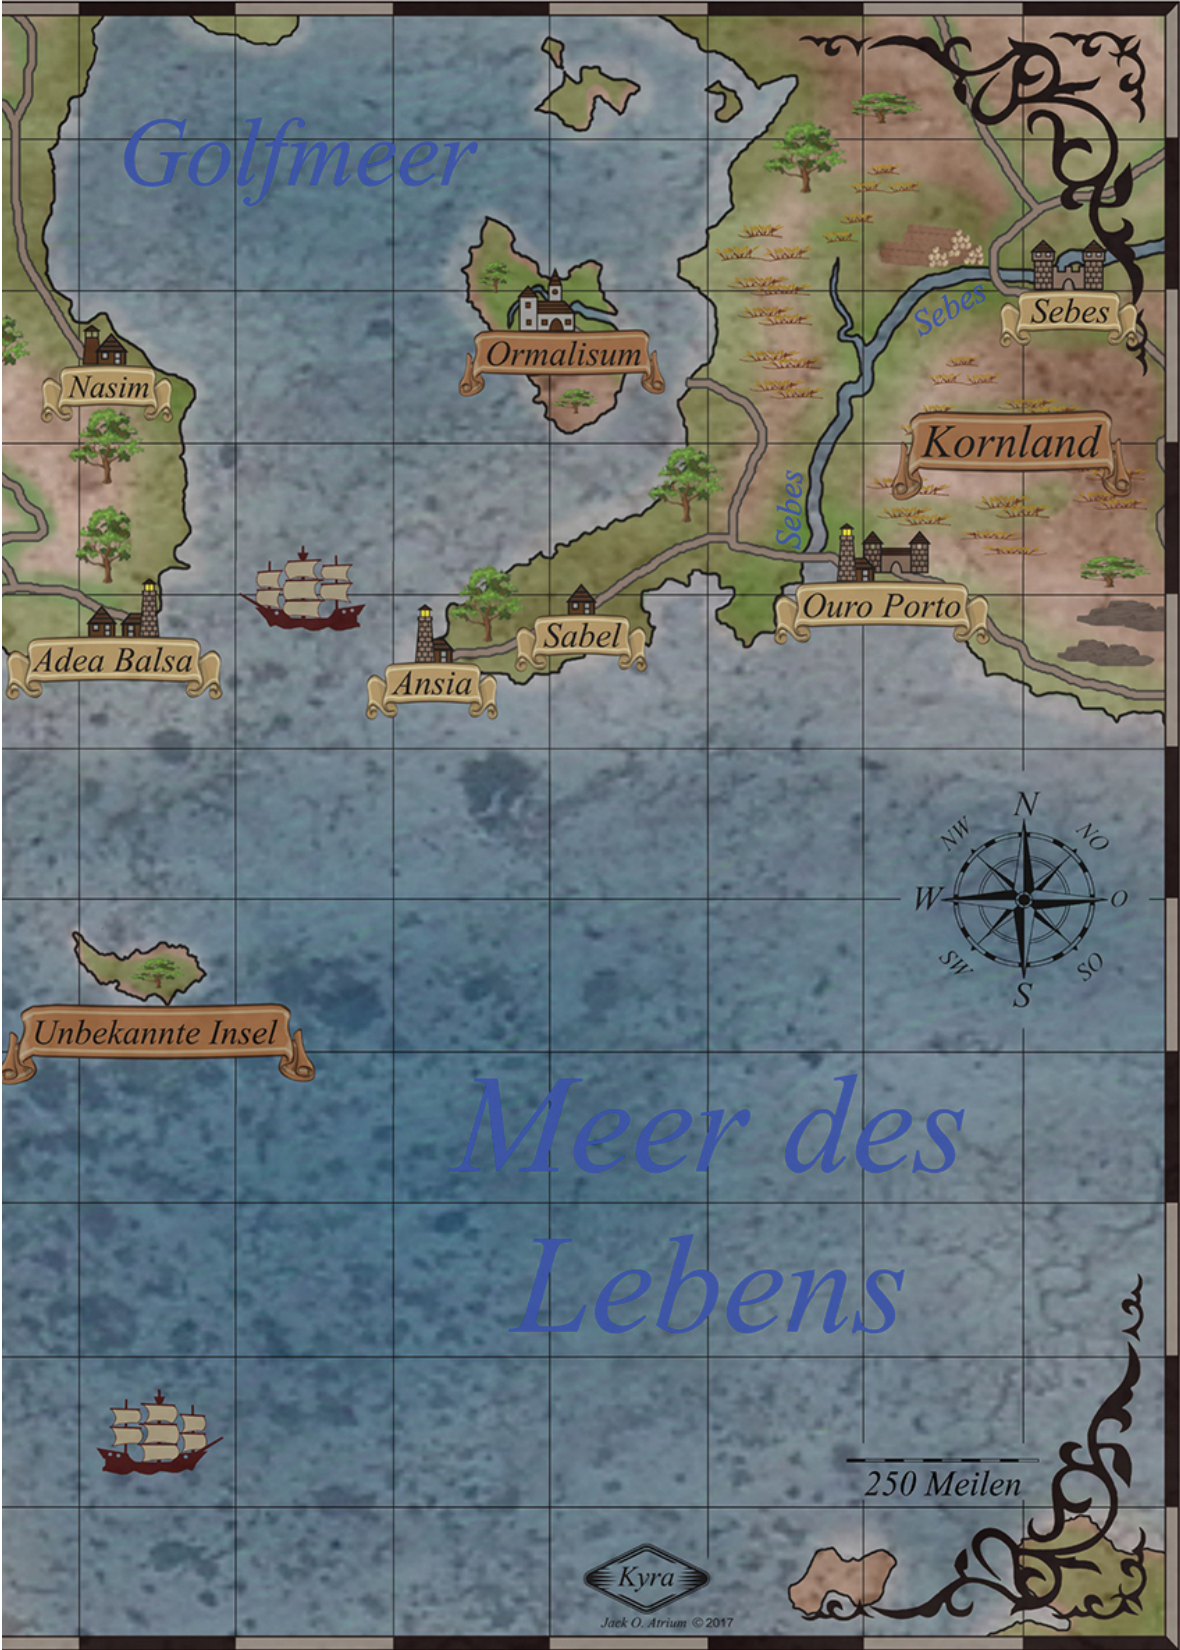 Golfmeer
Sebes
Sebes
Ormalisum
Nasim
Kornland
Sebes
Ouro Porto
Sabel
Adea Balsa
Ansia
N
NW
NO
W
O
SW
SO
S
Unbekannte Insel
Meer des
Lebens
250 Meilen
Kyra
Jack O. Atrium © 2017